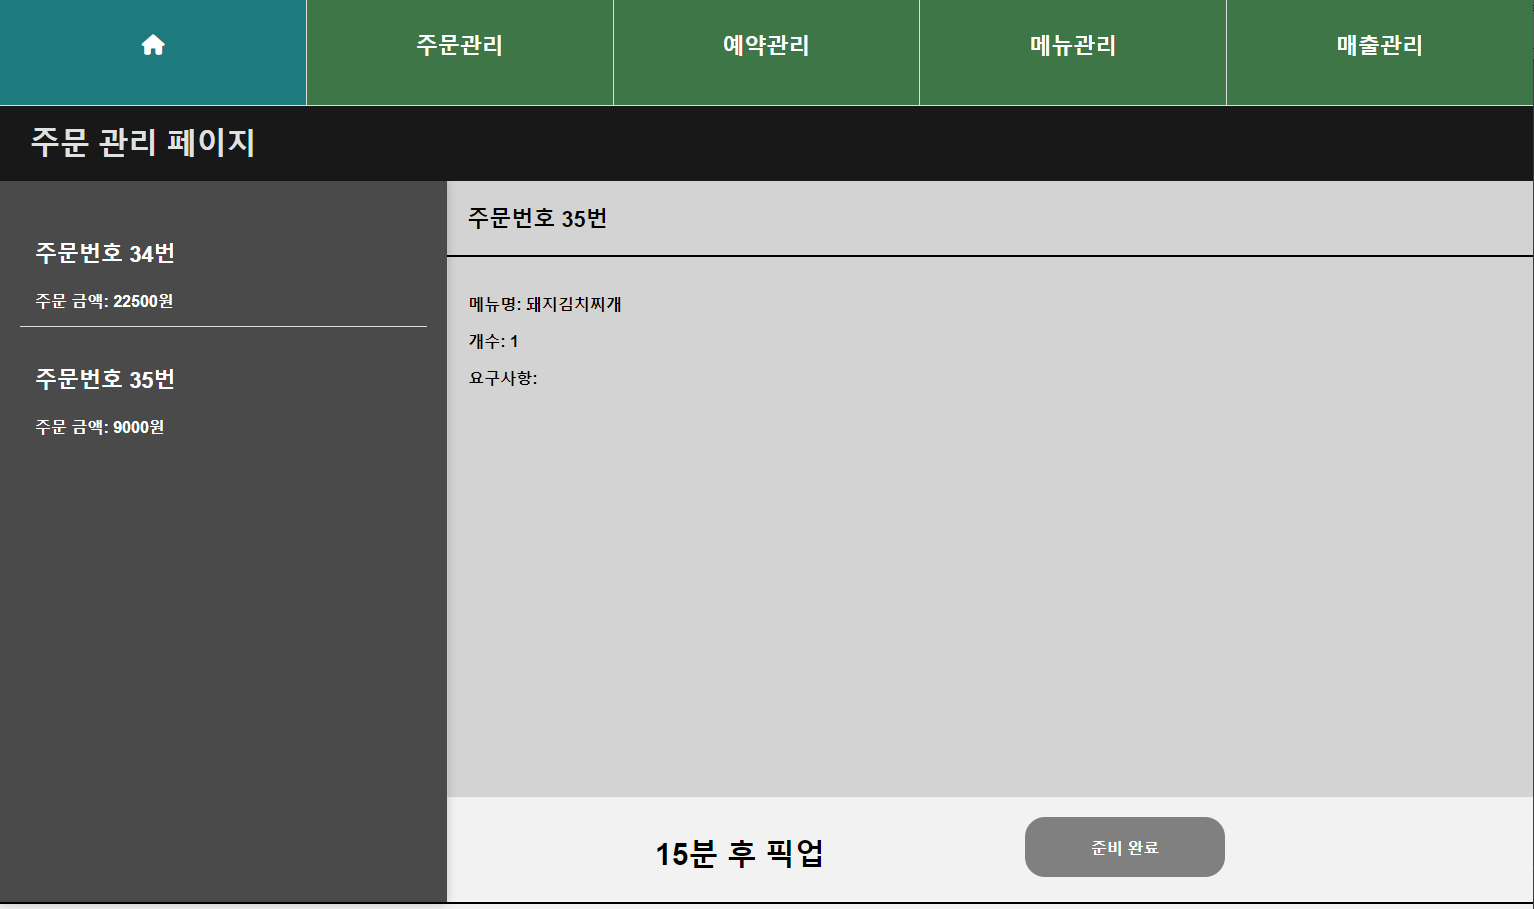 주문관리
예약관리
메뉴관리
매출관리
주문 관리 페이지
주문번호 34번
주문 금액: 22500원
주문번호 35번
주문 금액: 9000원
주문번호 35번
메뉴명: 돼지김치찌개
개수: 1
요구사항:
15분 후 픽업
준비 완료